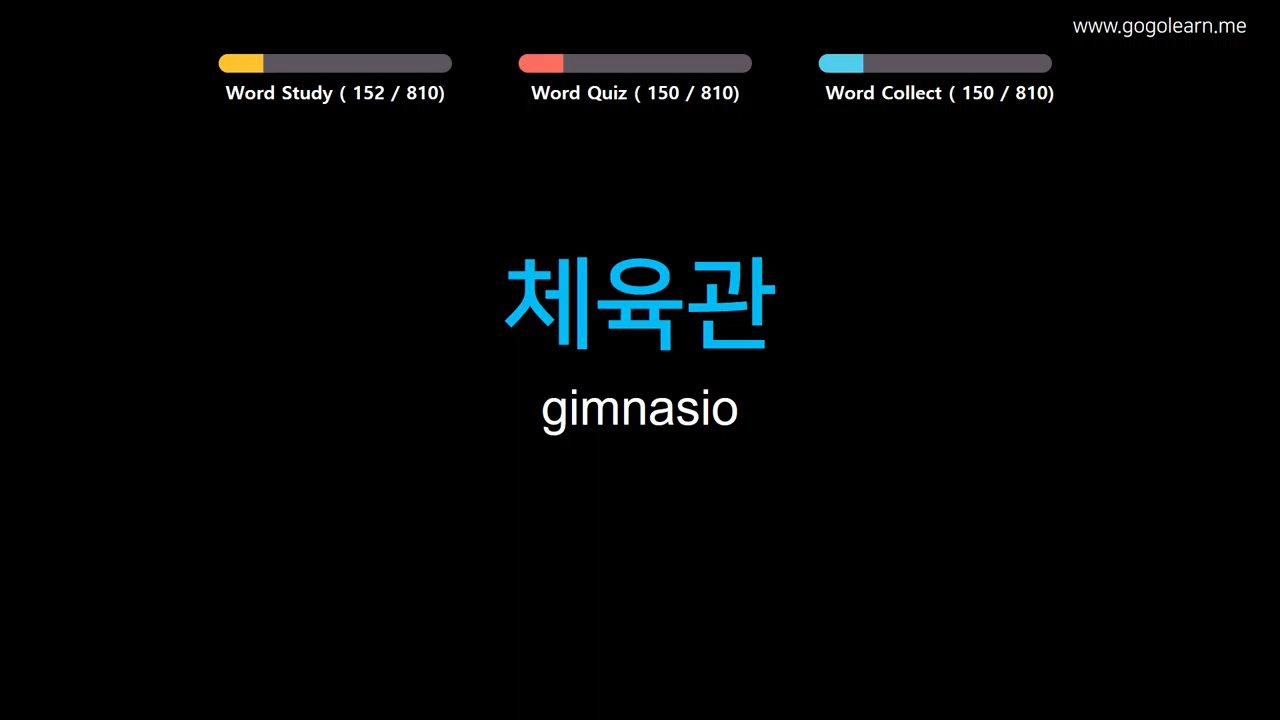 www.gogolearn.me
Word Study ( 152 / 810)
Word Quiz ( 150 / 810)
Word Collect ( 150 / 810)
체육관
gimnasio